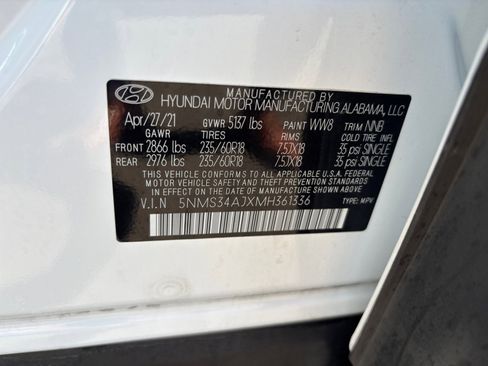 MANUFACTURED BY
HYUNDAI MOTOR MANUFACTURING ALABAMA, LLC
Apr/27/21 GVWR 5137 lbs PAINT WW8 TRIM NNB
GAWR TIRES RIMS COLD TIRE INFL
FRONT 2866 lbs 235/60R18 7.5JX18 35 psi SINGLE
REAR 2976 lbs 235/60R18 7.5JX18 35 psi SINGLE
THIS VEHICLE CONFORMS TO ALL APPLICABLE U.S.A. FEDERAL
MOTOR VEHICLE SAFETY, BUMPER, AND THEFT PREVENTION
STANDARDS IN EFFECT ON THE DATE OF MANUFACTURE SHOWN ABOVE.
V.I.N 5NMS34AJXMH361336
TYPE: MPV